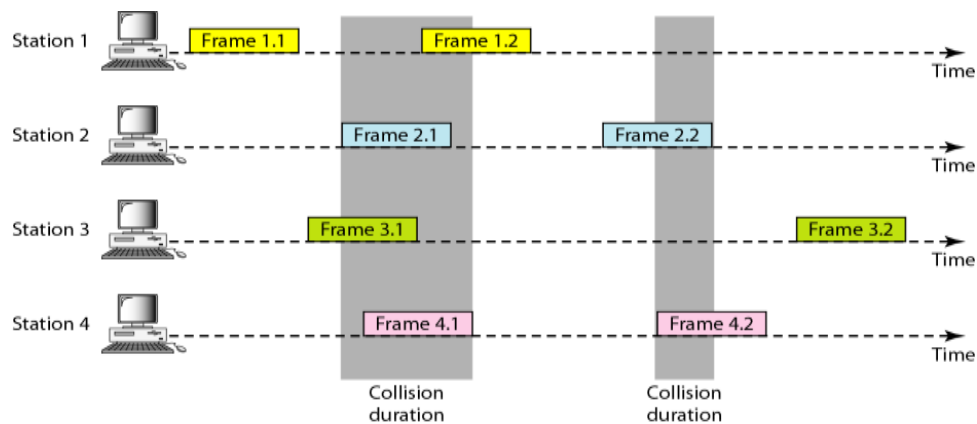 Station 1
Frame 1.1
Frame 1.2
Time
Station 2
Frame 2.1
Frame 2.2
Time
Station 3
Frame 3.1
Frame 3.2
Time
Station 4
Frame 4.1
Frame 4.2
Time
Collision
duration
Collision
duration